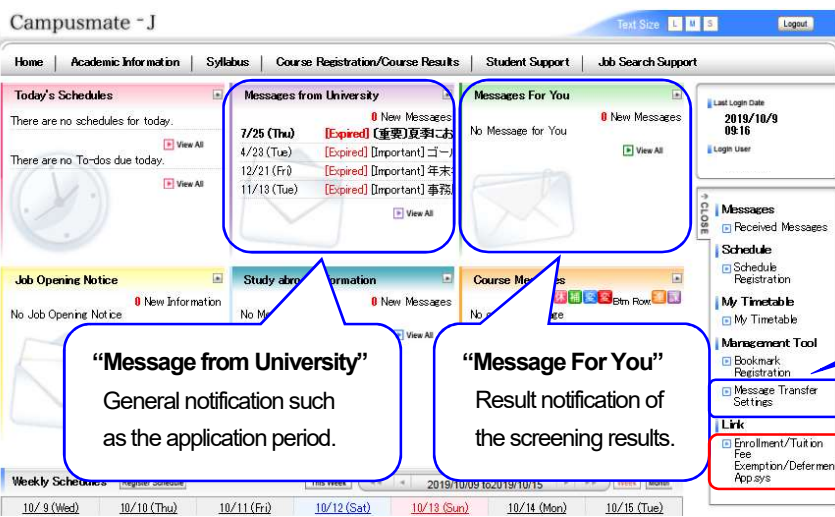 Campusmate - J
Text Size L M S Logout
Home | Academic Information | Syllabus | Course Registration/Course Results | Student Support | Job Search Support
Today's Schedules
There are no schedules for today.
View All
There are no To-dos due today.
View All
Messages from University
0 New Messages
7/25 (Thu) [Expired] 【重要】夏季にお
4/23 (Tue) [Expired] [Important] ゴー
12/21 (Fri) [Expired] [Important] 年末
11/13 (Tue) [Expired] [Important] 事務
View All
Messages For You
0 New Messages
No Message for You
View All
Last Login Date
2019/10/9
09:16
Login User
CLOSE
Messages
Received Messages
Schedule
Schedule
Registration
My Timetable
My Timetable
Management Tool
Bookmark
Registration
Message Transfer
Settings
Link
Enrollment/Tuition
Fee
Exemption/Defermen
App.sys
Job Opening Notice
0 New Information
No Job Opening Notice
Study abro
rmation
0 New Messages
No Me
View All
Course Me
ges
休 補 Btm Row:
No
ge
“Message from University”
General notification such
as the application period.
“Message For You”
Result notification of
the screening results.
Weekly Schedules Register Schedule This Week 2019/10/09 to2019/10/15 Week Month
10/ 9 (Wed) 10/10 (Thu) 10/11 (Fri) 10/12 (Sat) 10/13 (Sun) 10/14 (Mon) 10/15 (Tue)